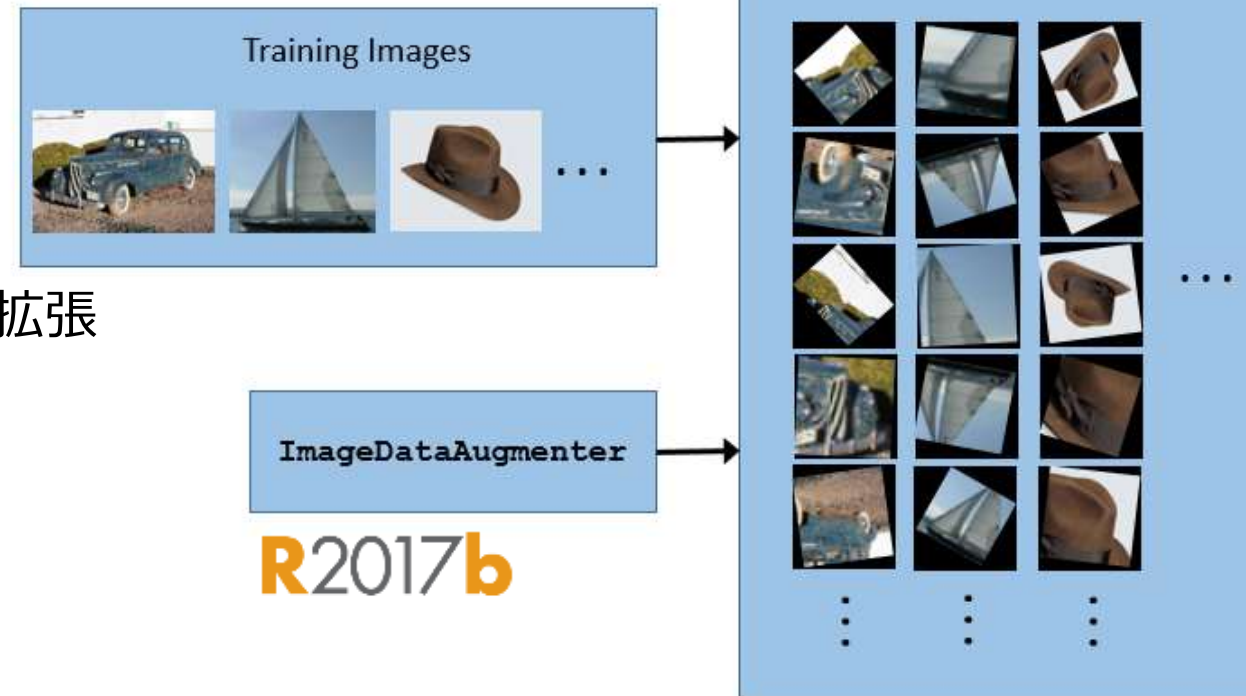 Training Images
...
拡張
...
ImageDataAugmenter
R2017b